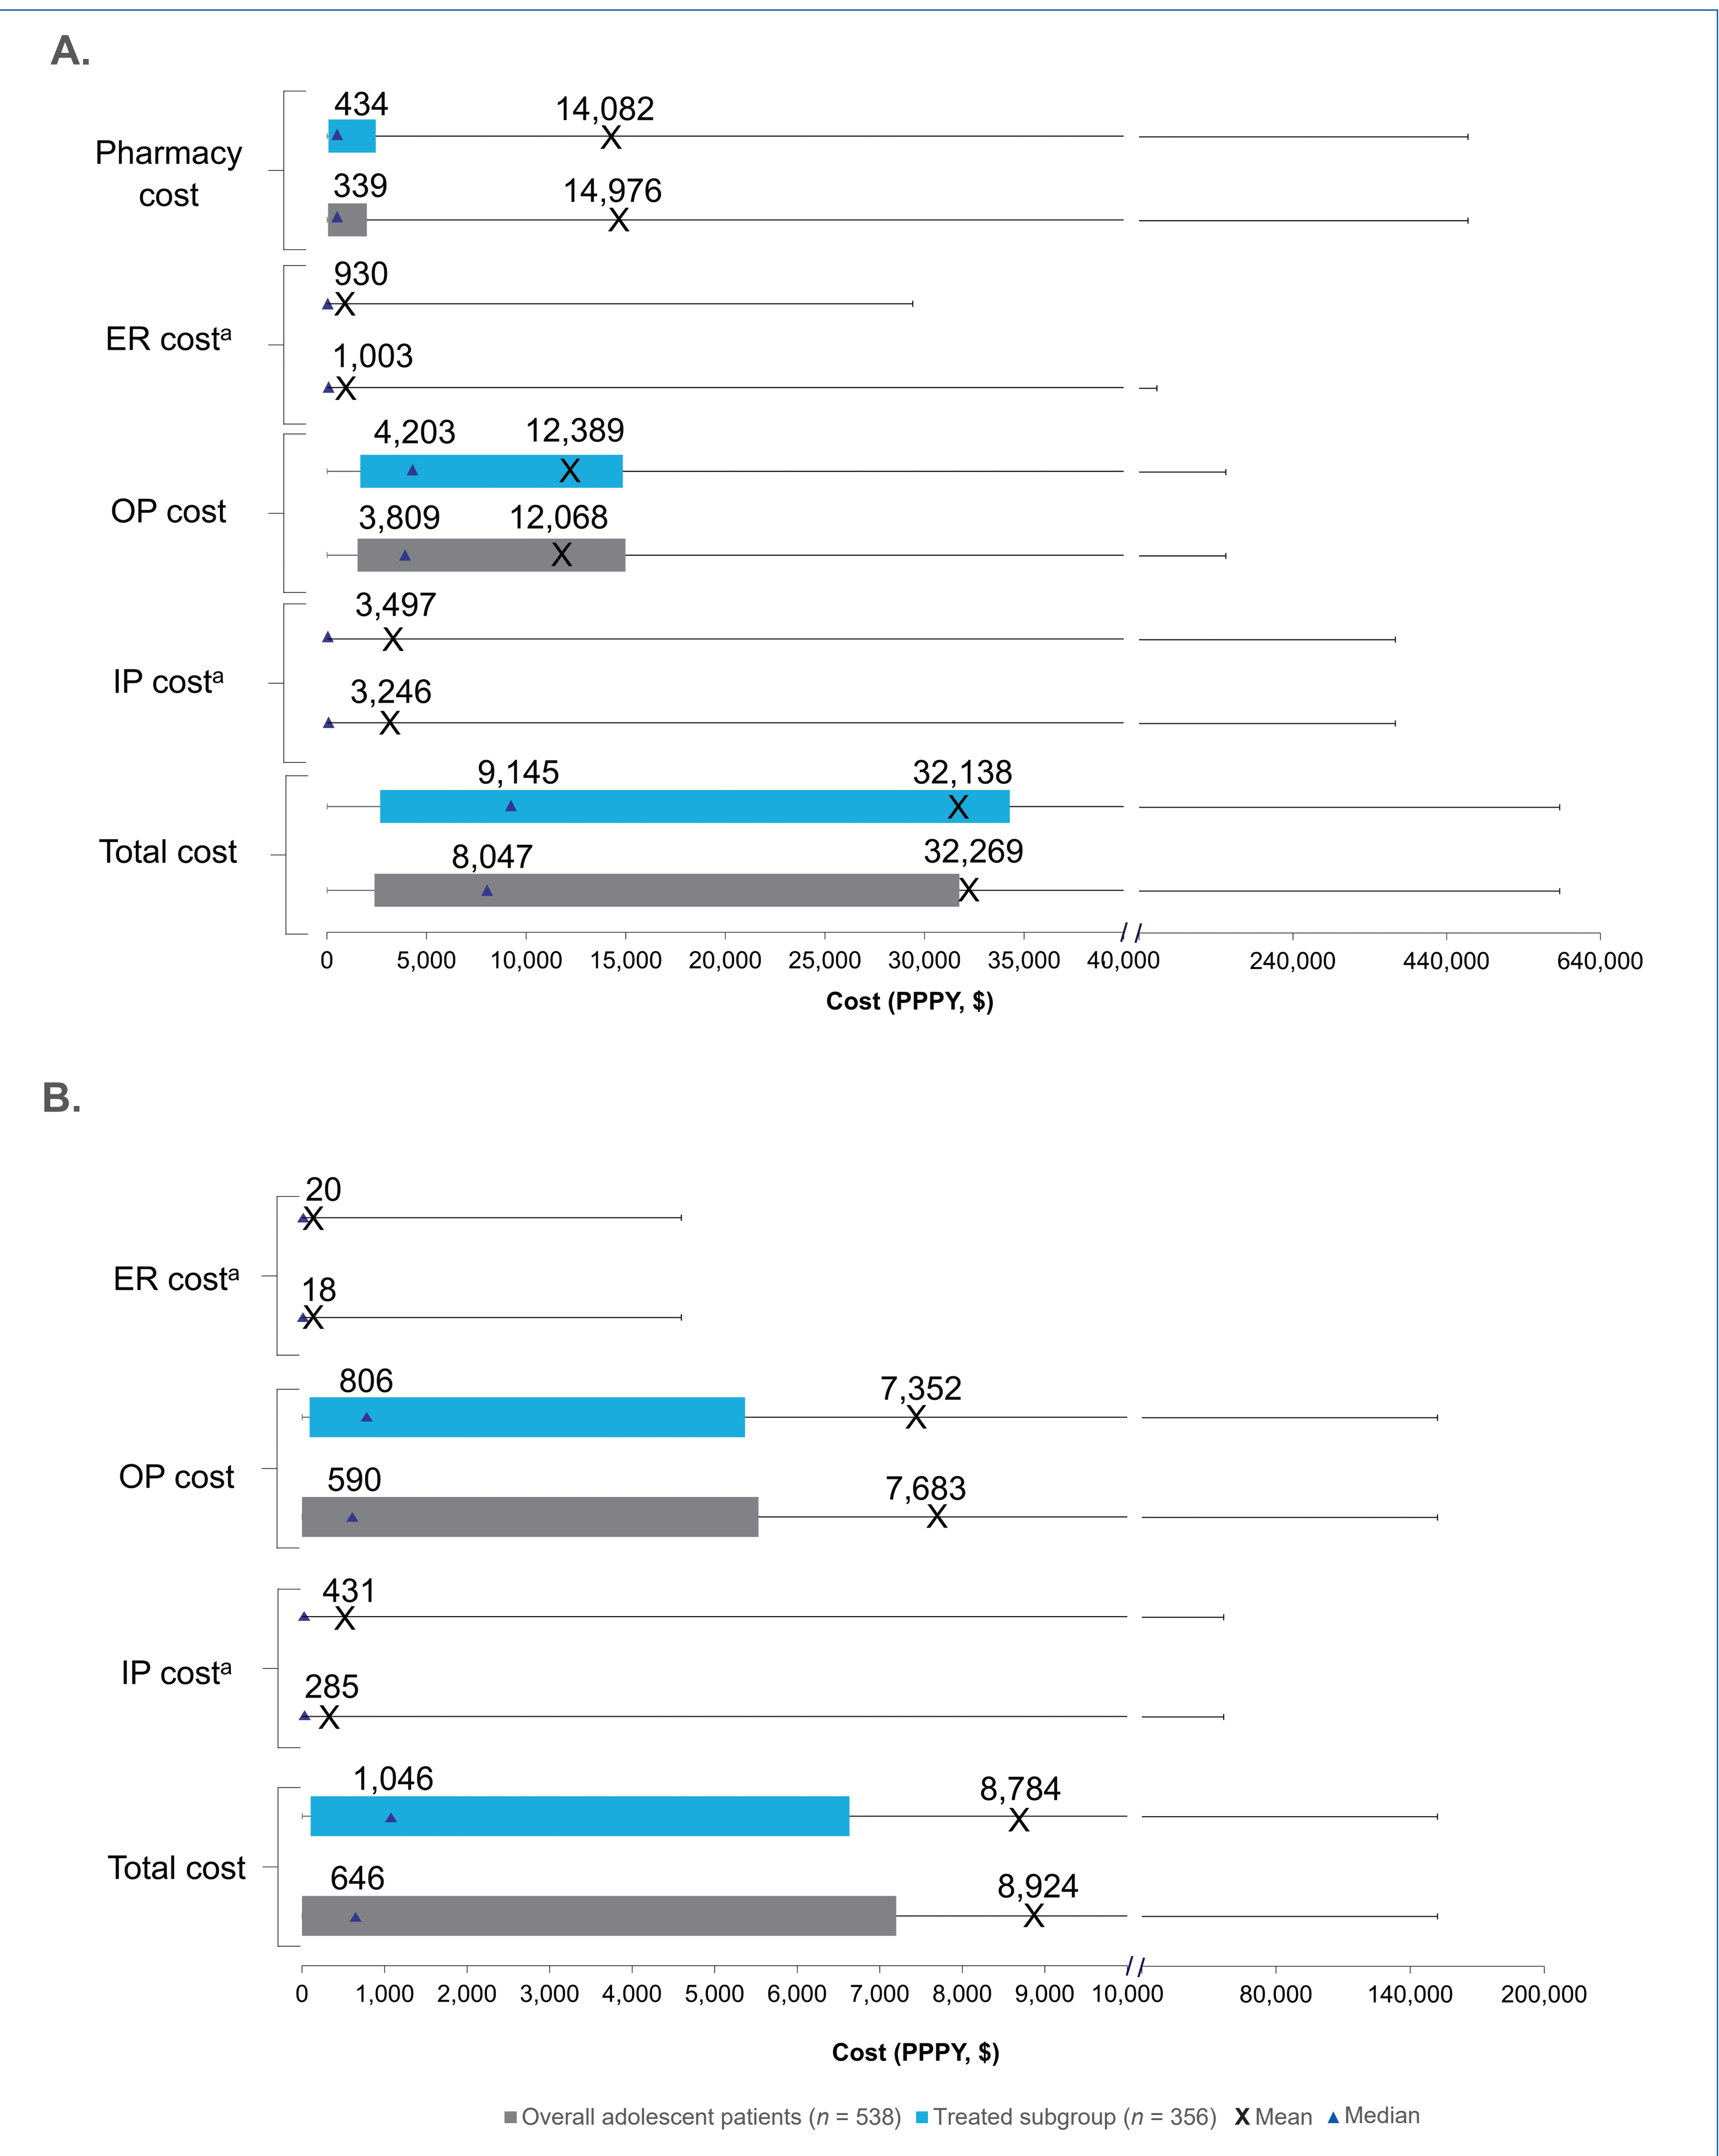 A.
434 14,082
Pharmacy
cost
339 14,976
930
ER costᵃ
1,003
4,203 12,389
OP cost
3,809 12,068
3,497
IP costᵃ
3,246
9,145 32,138
Total cost
8,047 32,269
0 5,000 10,000 15,000 20,000 25,000 30,000 35,000 40,000 240,000 440,000 640,000
Cost (PPPY, $)
B.
20
ER costᵃ
18
806 7,352
OP cost
590 7,683
431
IP costᵃ
285
1,046 8,784
Total cost
646 8,924
0 1,000 2,000 3,000 4,000 5,000 6,000 7,000 8,000 9,000 10,000 80,000 140,000 200,000
Cost (PPPY, $)
Overall adolescent patients (n = 538) Treated subgroup (n = 356) X Mean Median